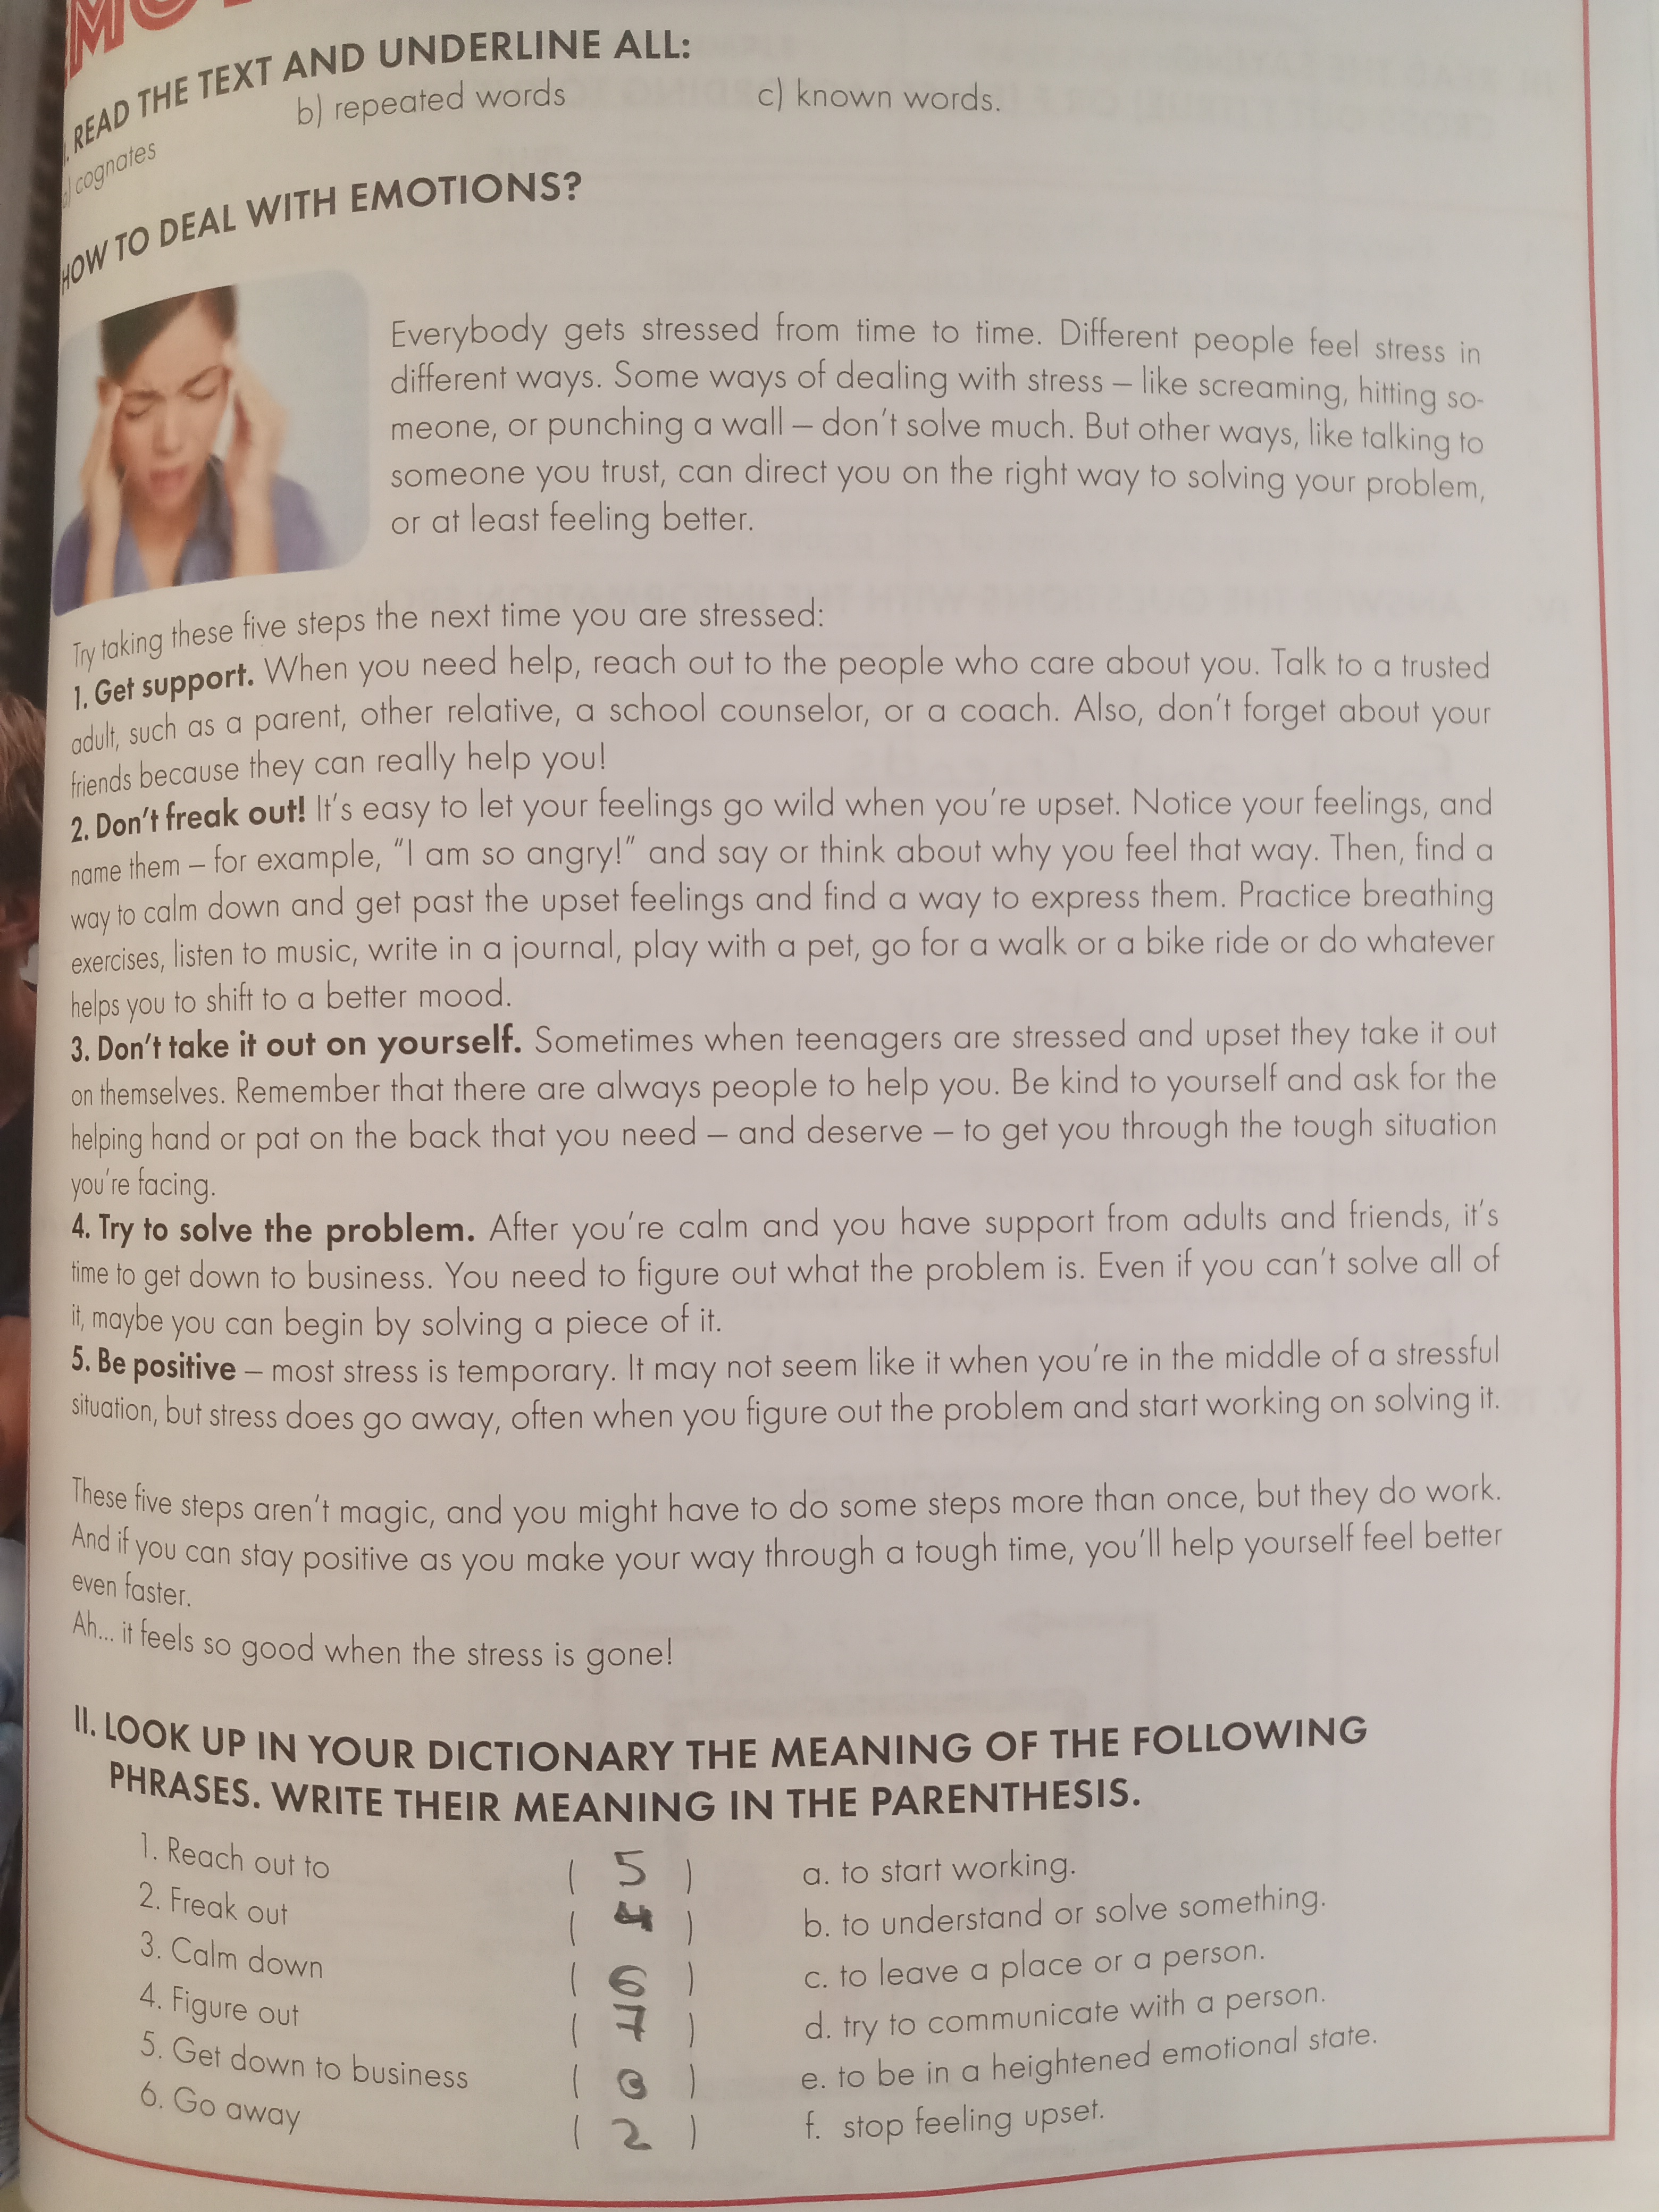 . READ THE TEXT AND UNDERLINE ALL:
) cognates b) repeated words c) known words.
HOW TO DEAL WITH EMOTIONS?
Everybody gets stressed from time to time. Different people feel stress in
different ways. Some ways of dealing with stress – like screaming, hitting so-
meone, or punching a wall – don't solve much. But other ways, like talking to
someone you trust, can direct you on the right way to solving your problem,
or at least feeling better.
Try taking these five steps the next time you are stressed:
1. Get support. When you need help, reach out to the people who care about you. Talk to a trusted
adult, such as a parent, other relative, a school counselor, or a coach. Also, don't forget about your
friends because they can really help you!
2. Don't freak out! It's easy to let your feelings go wild when you're upset. Notice your feelings, and
name them – for example, "I am so angry!" and say or think about why you feel that way. Then, find a
way to calm down and get past the upset feelings and find a way to express them. Practice breathing
exercises, listen to music, write in a journal, play with a pet, go for a walk or a bike ride or do whatever
helps you to shift to a better mood.
3. Don't take it out on yourself. Sometimes when teenagers are stressed and upset they take it out
on themselves. Remember that there are always people to help you. Be kind to yourself and ask for the
helping hand or pat on the back that you need – and deserve – to get you through the tough situation
you're facing.
4. Try to solve the problem. After you're calm and you have support from adults and friends, it's
time to get down to business. You need to figure out what the problem is. Even if you can't solve all of
it, maybe you can begin by solving a piece of it.
5. Be positive – most stress is temporary. It may not seem like it when you're in the middle of a stressful
situation, but stress does go away, often when you figure out the problem and start working on solving it.
These five steps aren't magic, and you might have to do some steps more than once, but they do work.
And if you can stay positive as you make your way through a tough time, you'll help yourself feel better
even faster.
Ah... it feels so good when the stress is gone!
II. LOOK UP IN YOUR DICTIONARY THE MEANING OF THE FOLLOWING
PHRASES. WRITE THEIR MEANING IN THE PARENTHESIS.
1. Reach out to ( 5 ) a. to start working.
2. Freak out ( 4 ) b. to understand or solve something.
3. Calm down ( 6 ) c. to leave a place or a person.
4. Figure out ( 7 ) d. try to communicate with a person.
5. Get down to business ( ) e. to be in a heightened emotional state.
6. Go away ( 2 ) f. stop feeling upset.